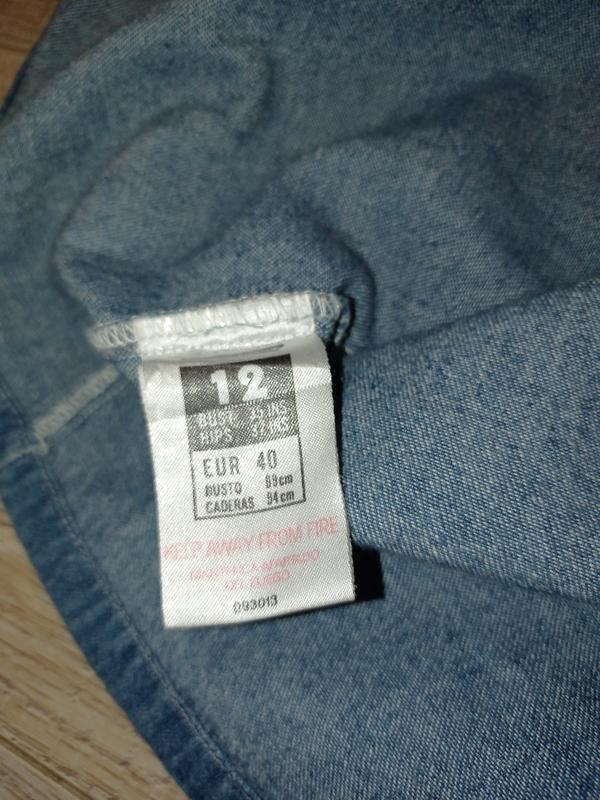 12
BUST 35 INS
HIPS 37 INS
EUR 40
BUSTO 89cm
CADERAS 94cm
KEEP AWAY FROM FIRE
MANTENGA APARTADO
DEL FUEGO
093013